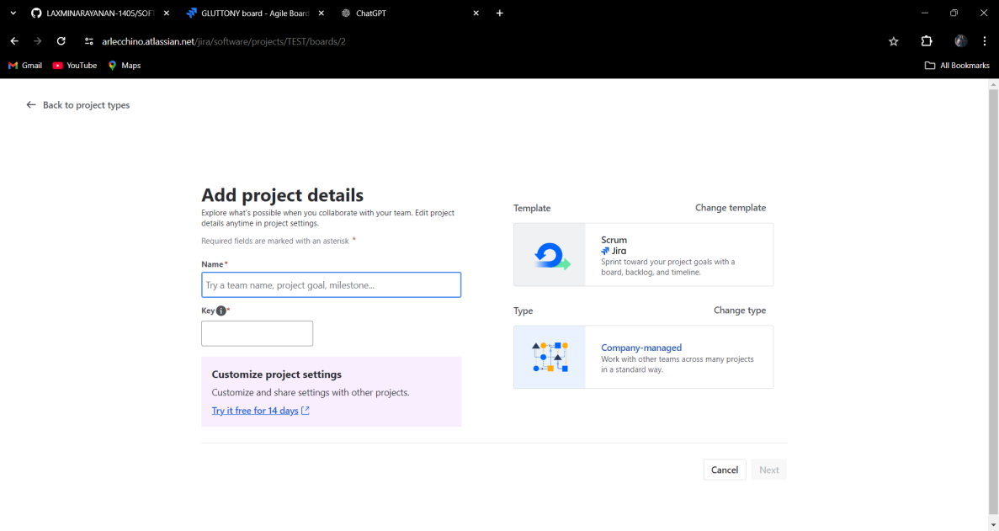 LAXMINARAYANAN-1405/SOFT
GLUTTONY board - Agile Board
ChatGPT
arlecchino.atlassian.net/jira/software/projects/TEST/boards/2
Gmail
YouTube
Maps
All Bookmarks
Back to project types
Add project details
Explore what's possible when you collaborate with your team. Edit project
details anytime in project settings.
Required fields are marked with an asterisk *
Name*
Try a team name, project goal, milestone...
Key i *
Customize project settings
Customize and share settings with other projects.
Try it free for 14 days
Template
Change template
Scrum
Jira
Sprint toward your project goals with a
board, backlog, and timeline.
Type
Change type
Company-managed
Work with other teams across many projects
in a standard way.
Cancel
Next